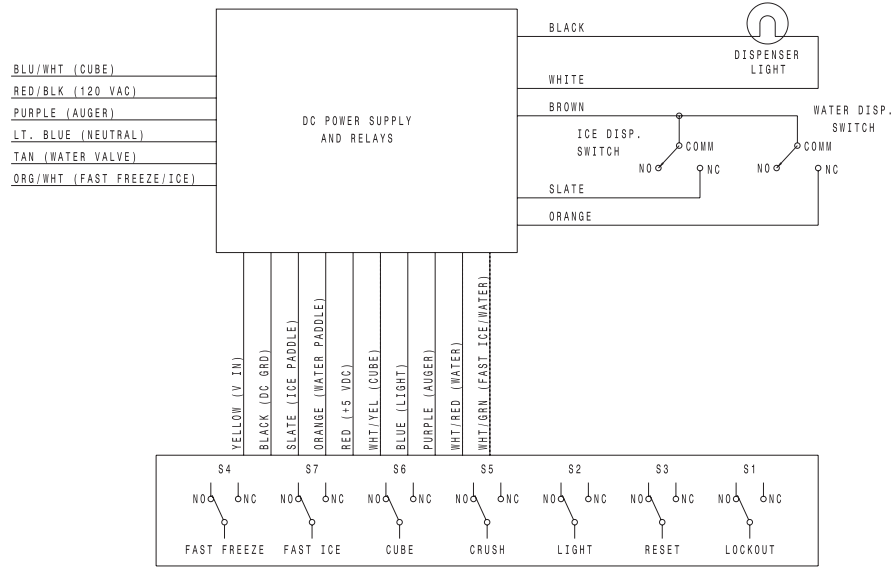 BLACK
DISPENSER
LIGHT
BLU/WHT (CUBE)
WHITE
RED/BLK (120 VAC)
BROWN
WATER DISP.
SWITCH
PURPLE (AUGER)
DC POWER SUPPLY
AND RELAYS
ICE DISP.
SWITCH
LT. BLUE (NEUTRAL)
COMM
COMM
TAN (WATER VALVE)
NO
NC
NO
NC
ORG/WHT (FAST FREEZE/ICE)
SLATE
ORANGE
YELLOW (V IN)
BLACK (DC GRD)
SLATE (ICE PADDLE)
ORANGE (WATER PADDLE)
RED (+5 VDC)
WHT/YEL (CUBE)
BLUE (LIGHT)
PURPLE (AUGER)
WHT/RED (WATER)
WHT/GRN (FAST ICE/WATER)
S4 S7 S6 S5 S2 S3 S1
NO NC NO NC NO NC NO NC NO NC NO NC NO NC
FAST FREEZE FAST ICE CUBE CRUSH LIGHT RESET LOCKOUT